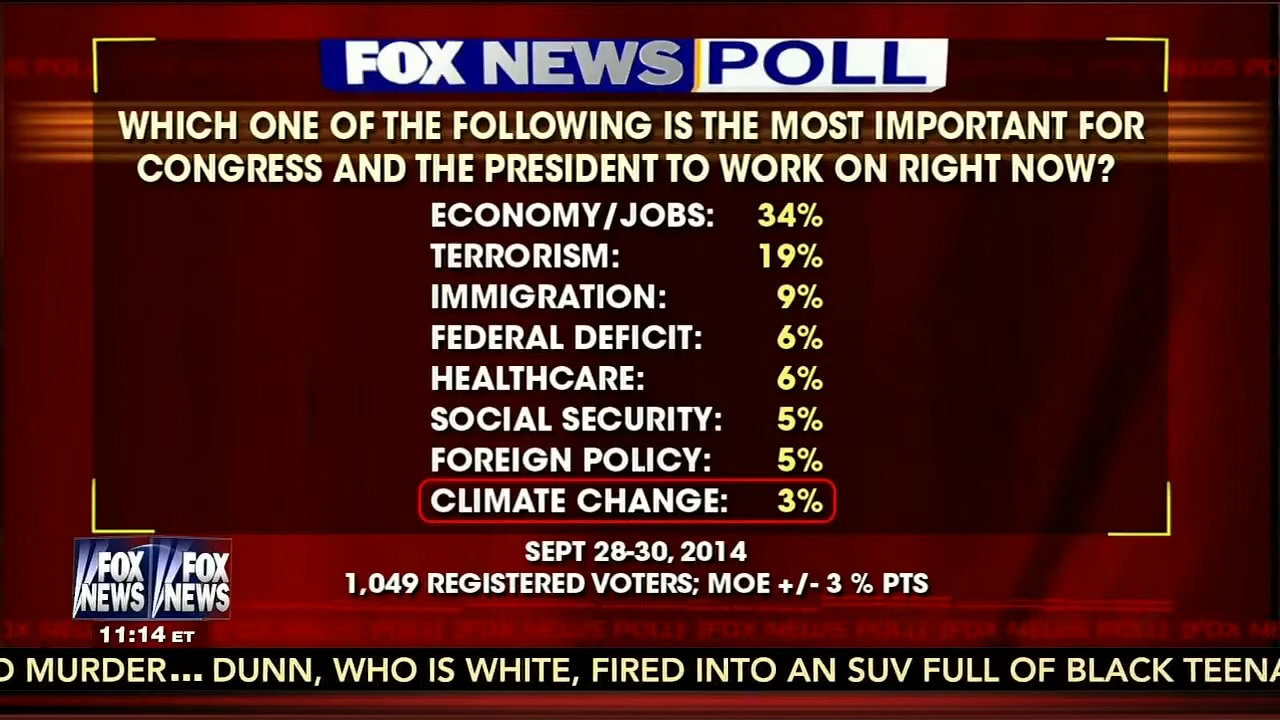 FOX NEWS POLL
WHICH ONE OF THE FOLLOWING IS THE MOST IMPORTANT FOR
CONGRESS AND THE PRESIDENT TO WORK ON RIGHT NOW?
ECONOMY/JOBS: 34%
TERRORISM: 19%
IMMIGRATION: 9%
FEDERAL DEFICIT: 6%
HEALTHCARE: 6%
SOCIAL SECURITY: 5%
FOREIGN POLICY: 5%
CLIMATE CHANGE: 3%
SEPT 28-30, 2014
1,049 REGISTERED VOTERS; MOE +/- 3 % PTS
FOX NEWS FOX NEWS
11:14 ET
MURDER... DUNN, WHO IS WHITE, FIRED INTO AN SUV FULL OF BLACK TEENA